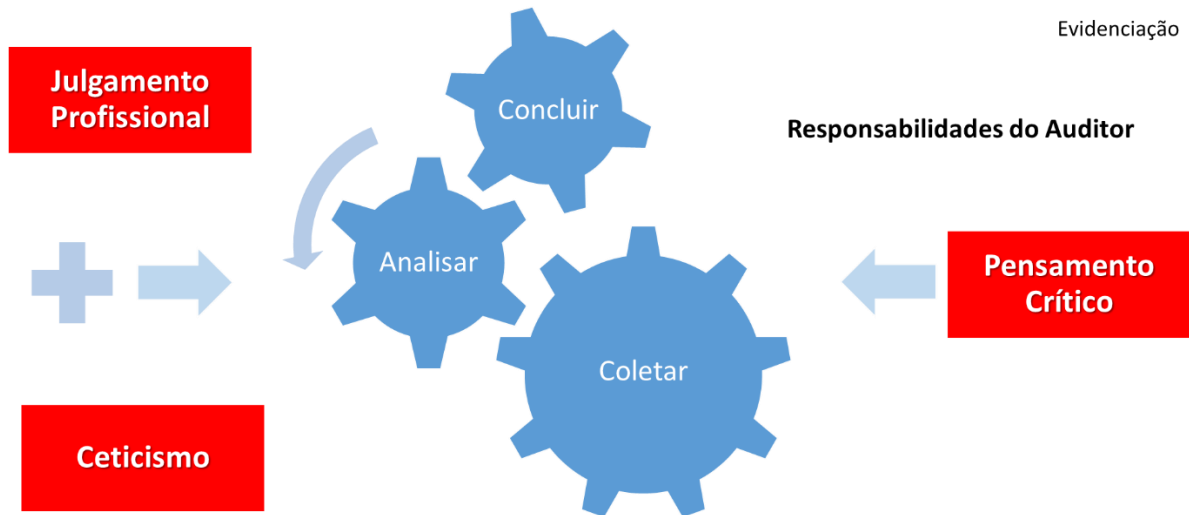 Evidenciação
Julgamento
Profissional
Concluir
Responsabilidades do Auditor
Analisar
Pensamento
Crítico
Coletar
Ceticismo